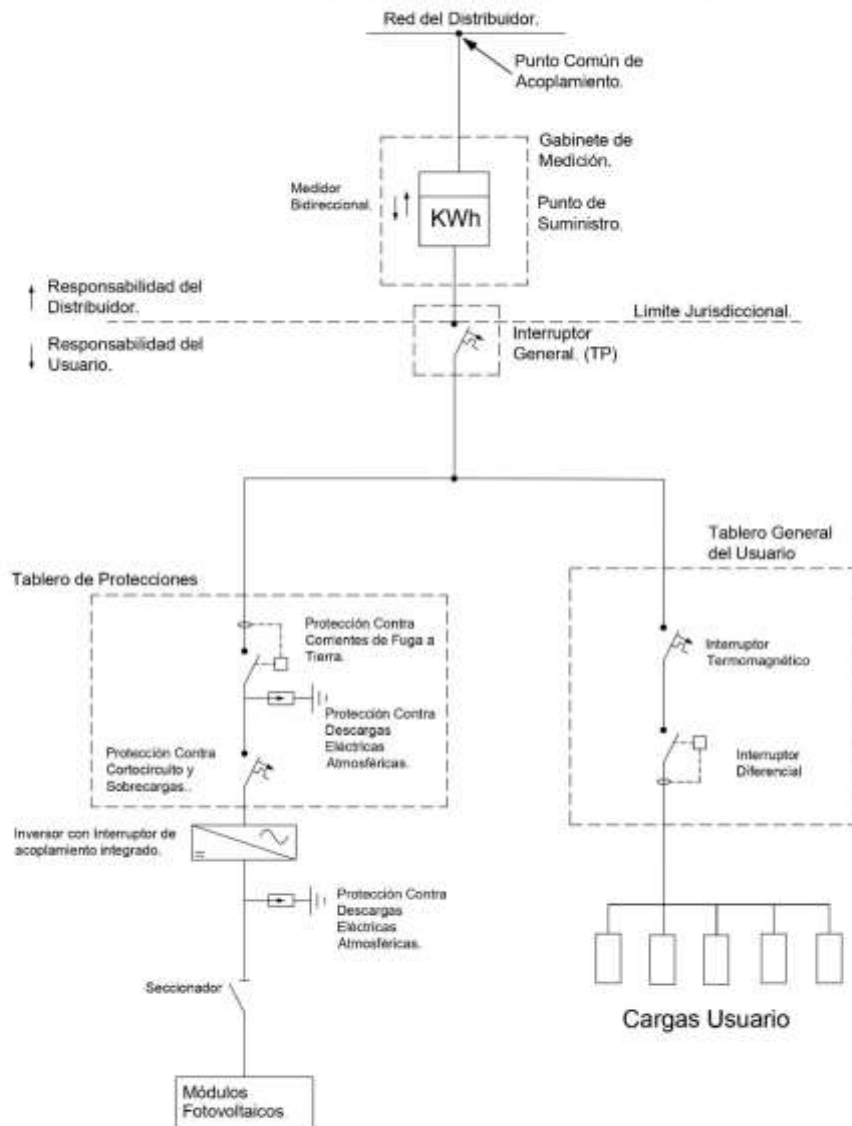 Red del Distribuidor.
Punto Común de
Acoplamiento.
Gabinete de
Medición.
Medidor
Bidireccional.
KWh
Punto de
Suministro.
Responsabilidad del
Distribuidor.
Limite Jurisdiccional.
Responsabilidad del
Usuario.
Interruptor
General. (TP)
Tablero General
del Usuario
Tablero de Protecciones
Protección Contra
Corrientes de Fuga a
Tierra.
Interruptor
Termomagnético
Protección Contra
Descargas
Eléctricas
Atmosféricas.
Protección Contra
Cortocircuito y
Sobrecargas..
Interruptor
Diferencial
Inversor con Interruptor de
acoplamiento integrado.
Protección Contra
Descargas
Eléctricas
Atmosféricas.
Seccionador
Cargas Usuario
Módulos
Fotovoltaicos